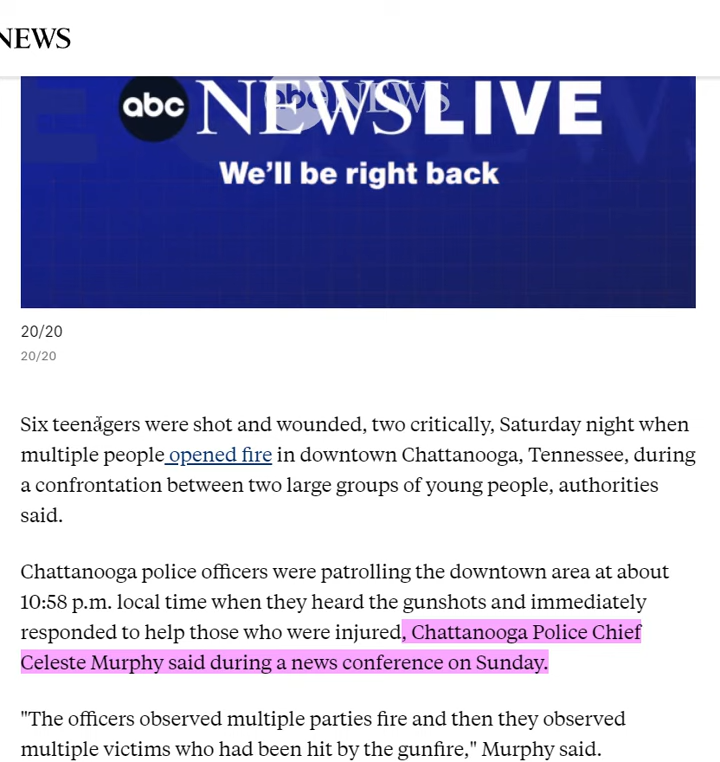 NEWS
abc NEWS LIVE
abc NEWS
We'll be right back
20/20
20/20
Six teenagers were shot and wounded, two critically, Saturday night when
multiple people opened fire in downtown Chattanooga, Tennessee, during
a confrontation between two large groups of young people, authorities
said.
Chattanooga police officers were patrolling the downtown area at about
10:58 p.m. local time when they heard the gunshots and immediately
responded to help those who were injured, Chattanooga Police Chief
Celeste Murphy said during a news conference on Sunday.
"The officers observed multiple parties fire and then they observed
multiple victims who had been hit by the gunfire," Murphy said.